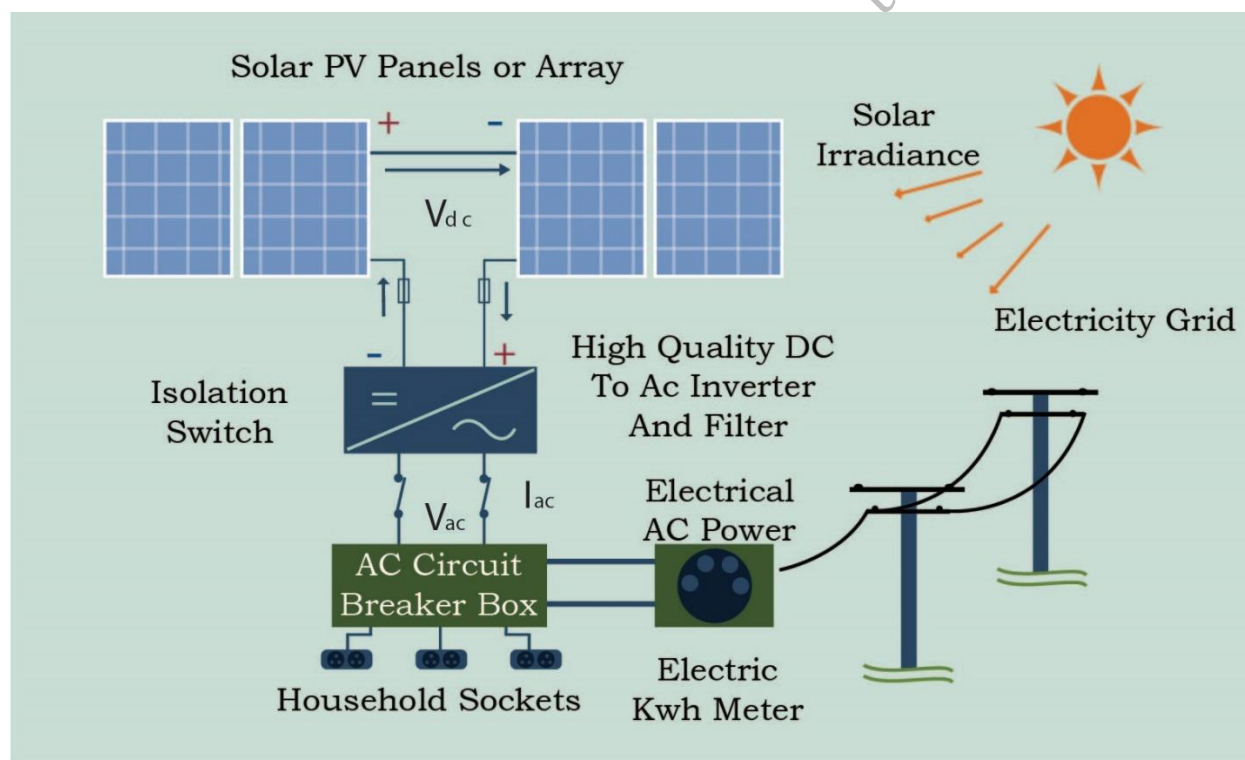 Solar PV Panels or Array
+
-
Solar
Irradiance
Vdc
Electricity Grid
-
+
High Quality DC
To Ac Inverter
And Filter
Isolation
Switch
Vac
Iac
Electrical
AC Power
AC Circuit
Breaker Box
Household Sockets
Electric
Kwh Meter